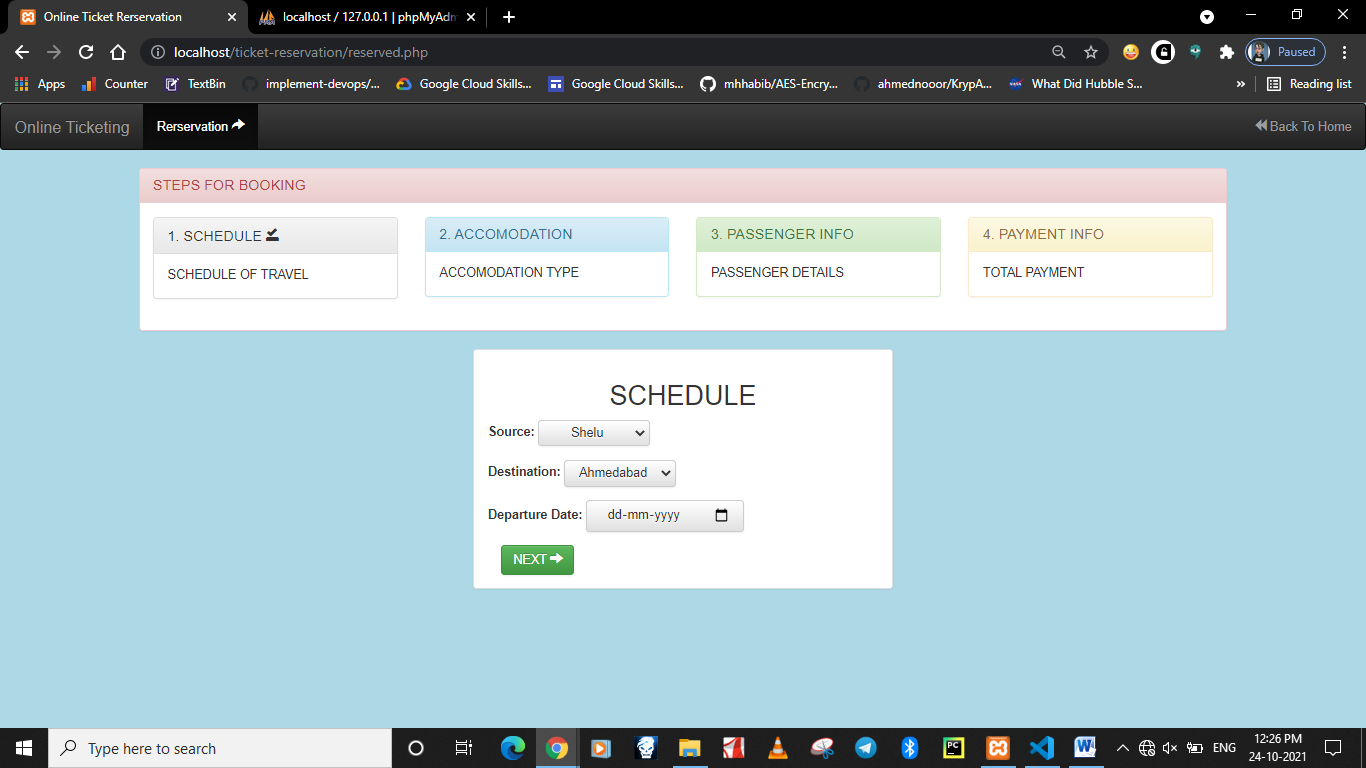 Online Ticket Rerservation
localhost / 127.0.0.1 | phpMyAdm
localhost/ticket-reservation/reserved.php
Paused
Apps
Counter
TextBin
implement-devops/...
Google Cloud Skills...
Google Cloud Skills...
mhhabib/AES-Encry...
ahmednooor/KrypA...
What Did Hubble S...
»
Reading list
Online Ticketing
Rerservation
Back To Home
STEPS FOR BOOKING
1. SCHEDULE
2. ACCOMODATION
3. PASSENGER INFO
4. PAYMENT INFO
SCHEDULE OF TRAVEL
ACCOMODATION TYPE
PASSENGER DETAILS
TOTAL PAYMENT
SCHEDULE
Source: Shelu
Destination: Ahmedabad
Departure Date: dd-mm-yyyy
NEXT
Type here to search
PC
ENG
12:26 PM
24-10-2021